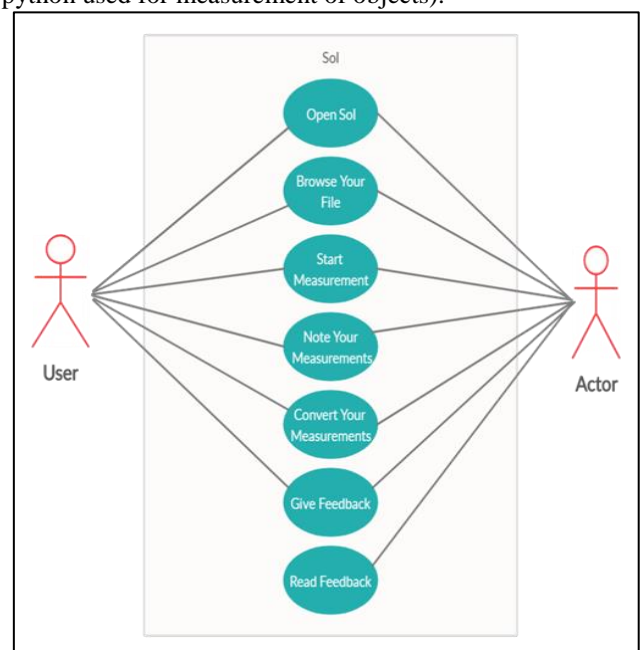 python used for measurement of objects).
Sol
Open Sol
Browse Your
File
Start
Measurement
Note Your
Measurements
Convert Your
Measurements
Give Feedback
Read Feedback
User
Actor